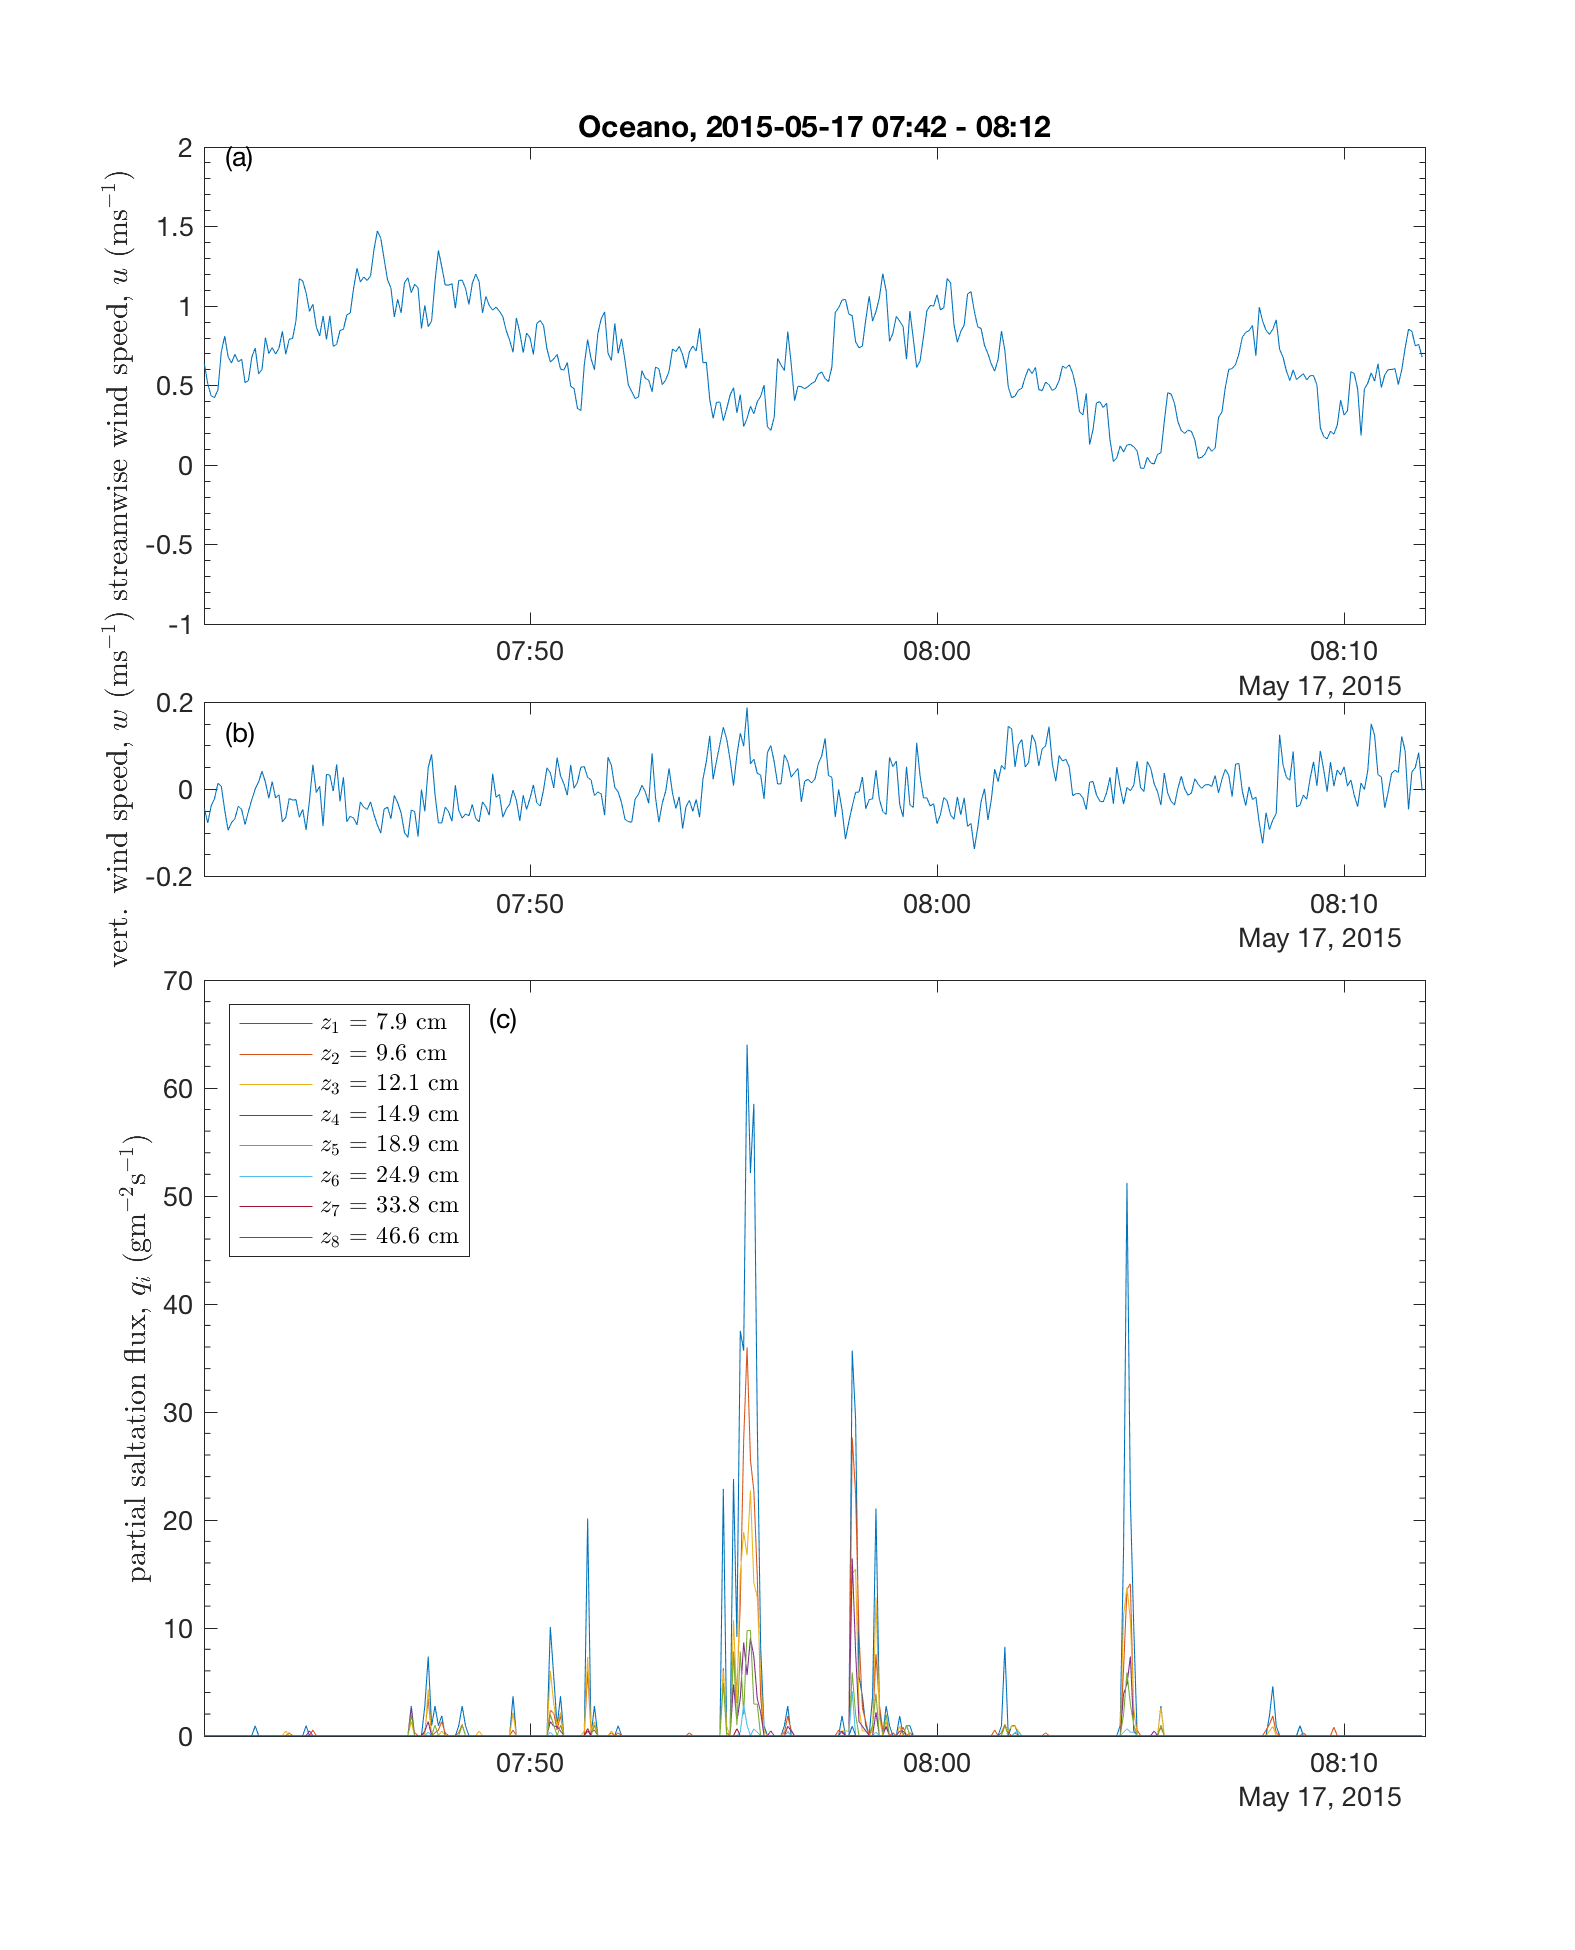 Oceano, 2015-05-17 07:42 - 08:12
(a)
streamwise wind speed, u (ms⁻¹)
2
1.5
1
0.5
0
-0.5
-1
07:50 08:00 08:10
May 17, 2015
(b)
vert. wind speed, w (ms⁻¹)
0.2
0
-0.2
07:50 08:00 08:10
May 17, 2015
(c)
partial saltation flux, qᵢ (gm⁻²s⁻¹)
70
60
50
40
30
20
10
0
z₁ = 7.9 cm
z₂ = 9.6 cm
z₃ = 12.1 cm
z₄ = 14.9 cm
z₅ = 18.9 cm
z₆ = 24.9 cm
z₇ = 33.8 cm
z₈ = 46.6 cm
07:50 08:00 08:10
May 17, 2015